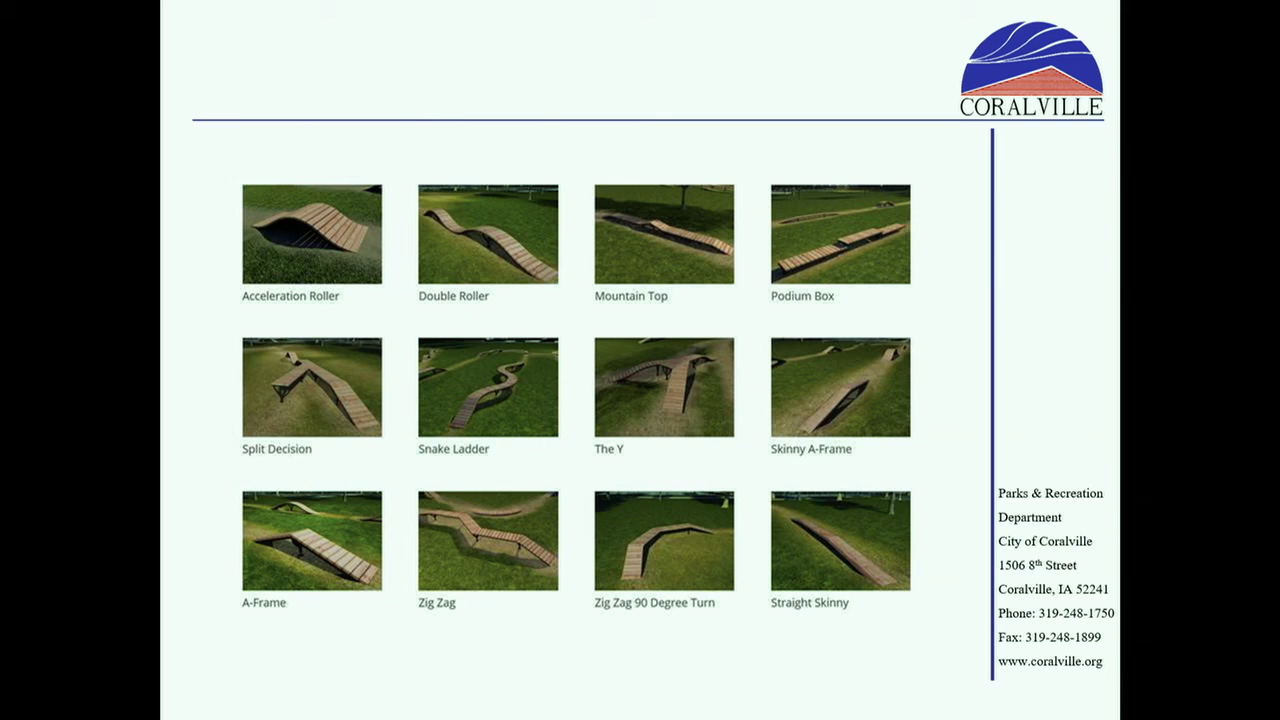 CORALVILLE
Acceleration Roller
Double Roller
Mountain Top
Podium Box
Split Decision
Snake Ladder
The Y
Skinny A-Frame
A-Frame
Zig Zag
Zig Zag 90 Degree Turn
Straight Skinny
Parks & Recreation
Department
City of Coralville
1506 8th Street
Coralville, IA 52241
Phone: 319-248-1750
Fax: 319-248-1899
www.coralville.org